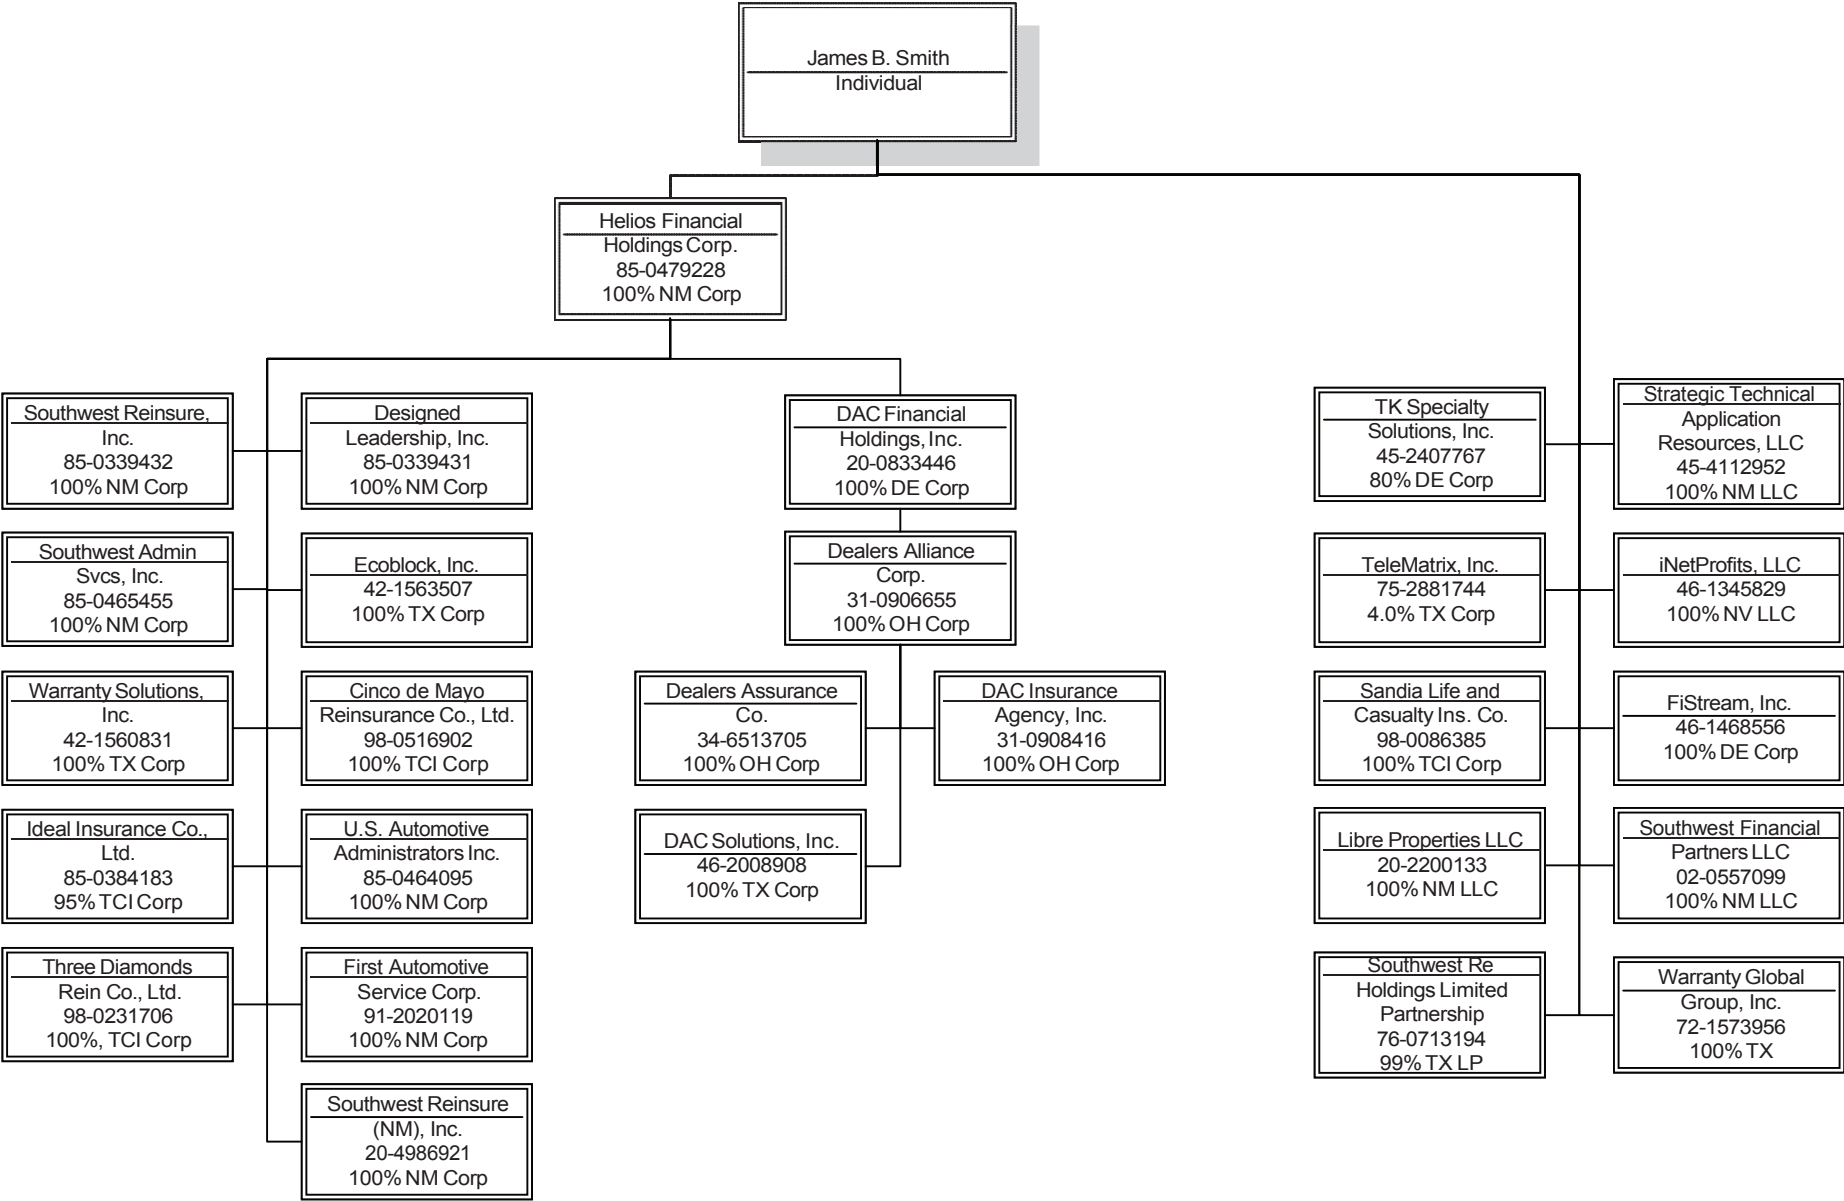 James B. Smith
Individual
Helios Financial
Holdings Corp.
85-0479228
100% NM Corp
Southwest Reinsure,
Inc.
85-0339432
100% NM Corp
Designed
Leadership, Inc.
85-0339431
100% NM Corp
DAC Financial
Holdings, Inc.
20-0833446
100% DE Corp
TK Specialty
Solutions, Inc.
45-2407767
80% DE Corp
Strategic Technical
Application
Resources, LLC
45-4112952
100% NM LLC
Southwest Admin
Svcs, Inc.
85-0465455
100% NM Corp
Ecoblock, Inc.
42-1563507
100% TX Corp
Dealers Alliance
Corp.
31-0906655
100% OH Corp
TeleMatrix, Inc.
75-2881744
4.0% TX Corp
iNetProfits, LLC
46-1345829
100% NV LLC
Warranty Solutions,
Inc.
42-1560831
100% TX Corp
Cinco de Mayo
Reinsurance Co., Ltd.
98-0516902
100% TCI Corp
Dealers Assurance
Co.
34-6513705
100% OH Corp
DAC Insurance
Agency, Inc.
31-0908416
100% OH Corp
Sandia Life and
Casualty Ins. Co.
98-0086385
100% TCI Corp
FiStream, Inc.
46-1468556
100% DE Corp
Ideal Insurance Co.,
Ltd.
85-0384183
95% TCI Corp
U.S. Automotive
Administrators Inc.
85-0464095
100% NM Corp
DAC Solutions, Inc.
46-2008908
100% TX Corp
Libre Properties LLC
20-2200133
100% NM LLC
Southwest Financial
Partners LLC
02-0557099
100% NM LLC
Three Diamonds
Rein Co., Ltd.
98-0231706
100%, TCI Corp
First Automotive
Service Corp.
91-2020119
100% NM Corp
Southwest Re
Holdings Limited
Partnership
76-0713194
99% TX LP
Warranty Global
Group, Inc.
72-1573956
100% TX
Southwest Reinsure
(NM), Inc.
20-4986921
100% NM Corp